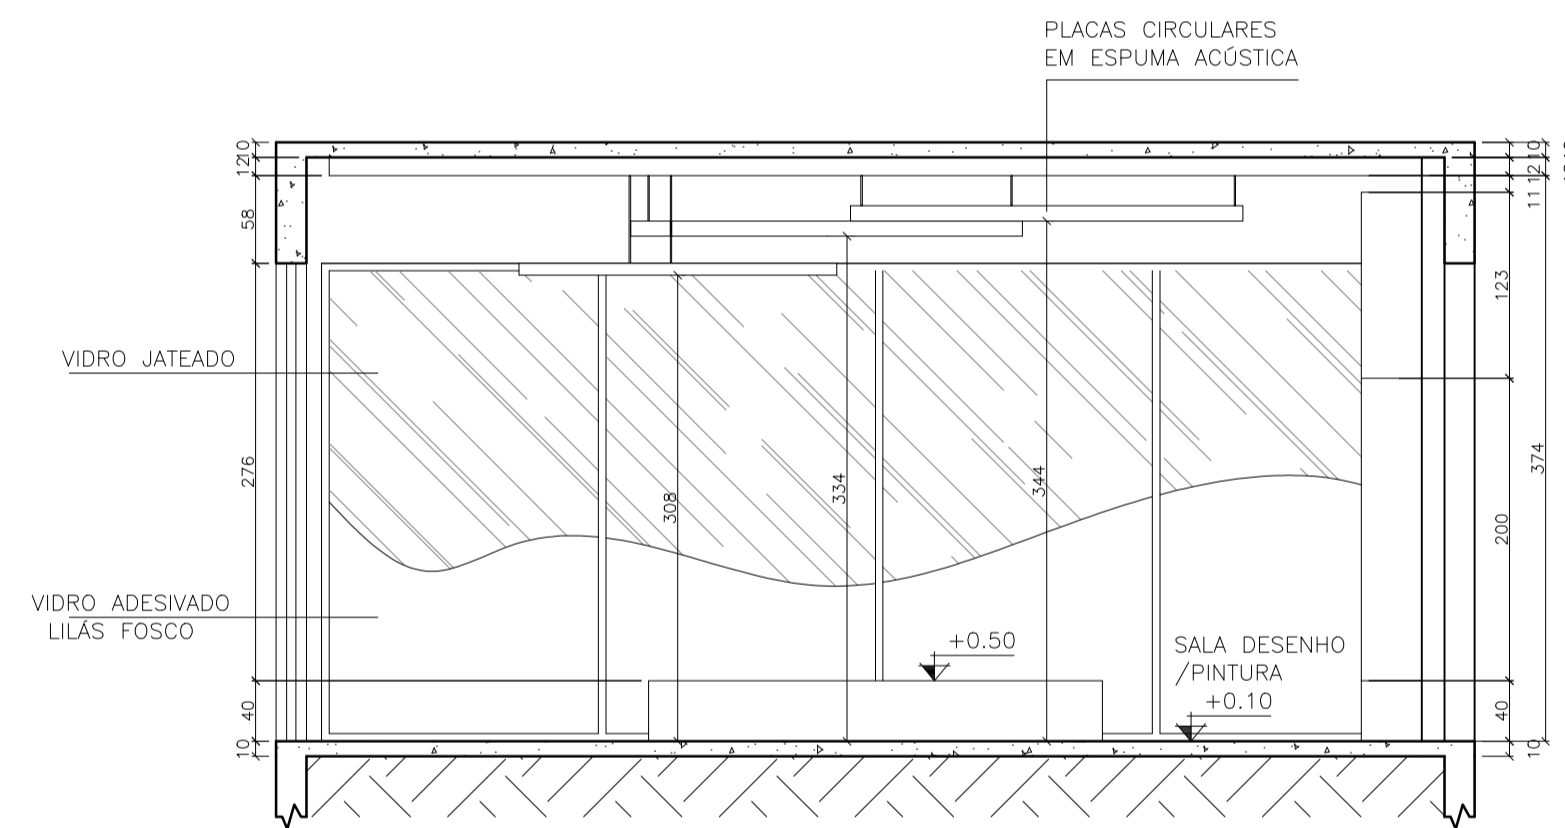 PLACAS CIRCULARES
EM ESPUMA ACÚSTICA
10
12
58
276
40
10
VIDRO JATEADO
VIDRO ADESIVADO
LILÁS FOSCO
308
334
344
+0.50
SALA DESENHO
/PINTURA
+0.10
10
12
11
123
200
40
10
374